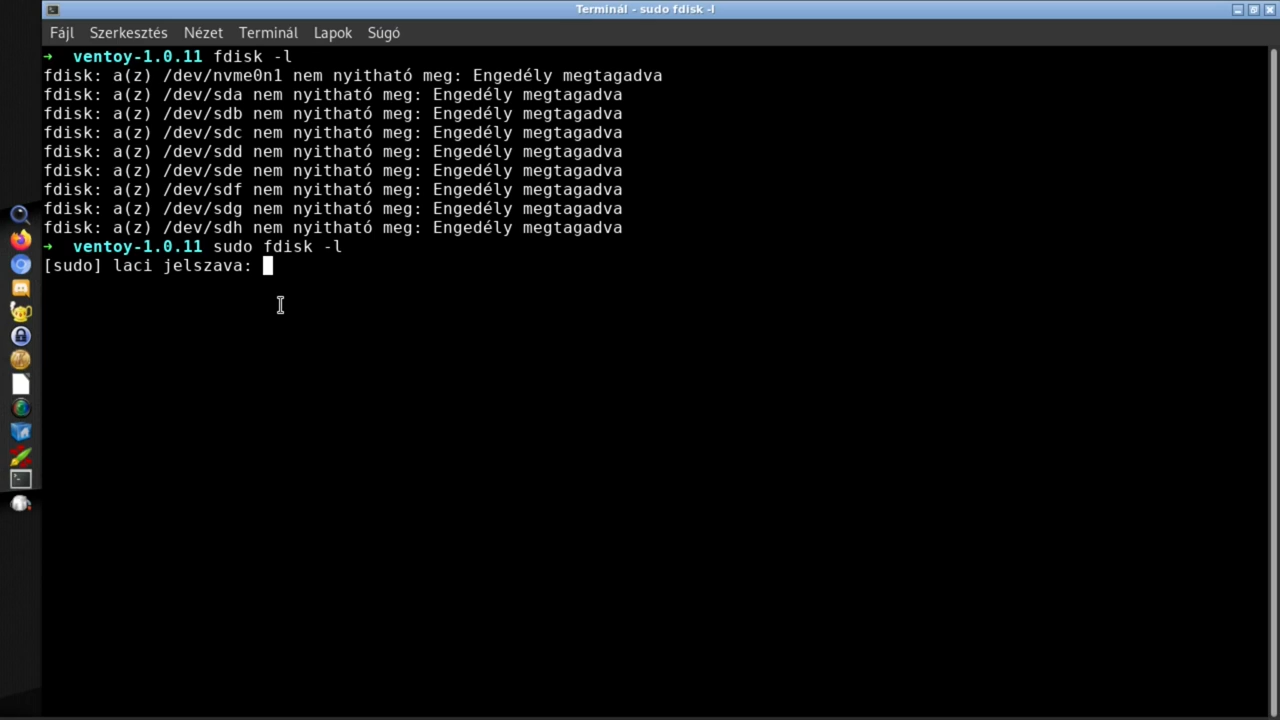 Terminál - sudo fdisk -l
Fájl Szerkesztés Nézet Terminál Lapok Súgó
➜ ventoy-1.0.11 fdisk -l
fdisk: a(z) /dev/nvme0n1 nem nyitható meg: Engedély megtagadva
fdisk: a(z) /dev/sda nem nyitható meg: Engedély megtagadva
fdisk: a(z) /dev/sdb nem nyitható meg: Engedély megtagadva
fdisk: a(z) /dev/sdc nem nyitható meg: Engedély megtagadva
fdisk: a(z) /dev/sdd nem nyitható meg: Engedély megtagadva
fdisk: a(z) /dev/sde nem nyitható meg: Engedély megtagadva
fdisk: a(z) /dev/sdf nem nyitható meg: Engedély megtagadva
fdisk: a(z) /dev/sdg nem nyitható meg: Engedély megtagadva
fdisk: a(z) /dev/sdh nem nyitható meg: Engedély megtagadva
➜ ventoy-1.0.11 sudo fdisk -l
[sudo] laci jelszava: